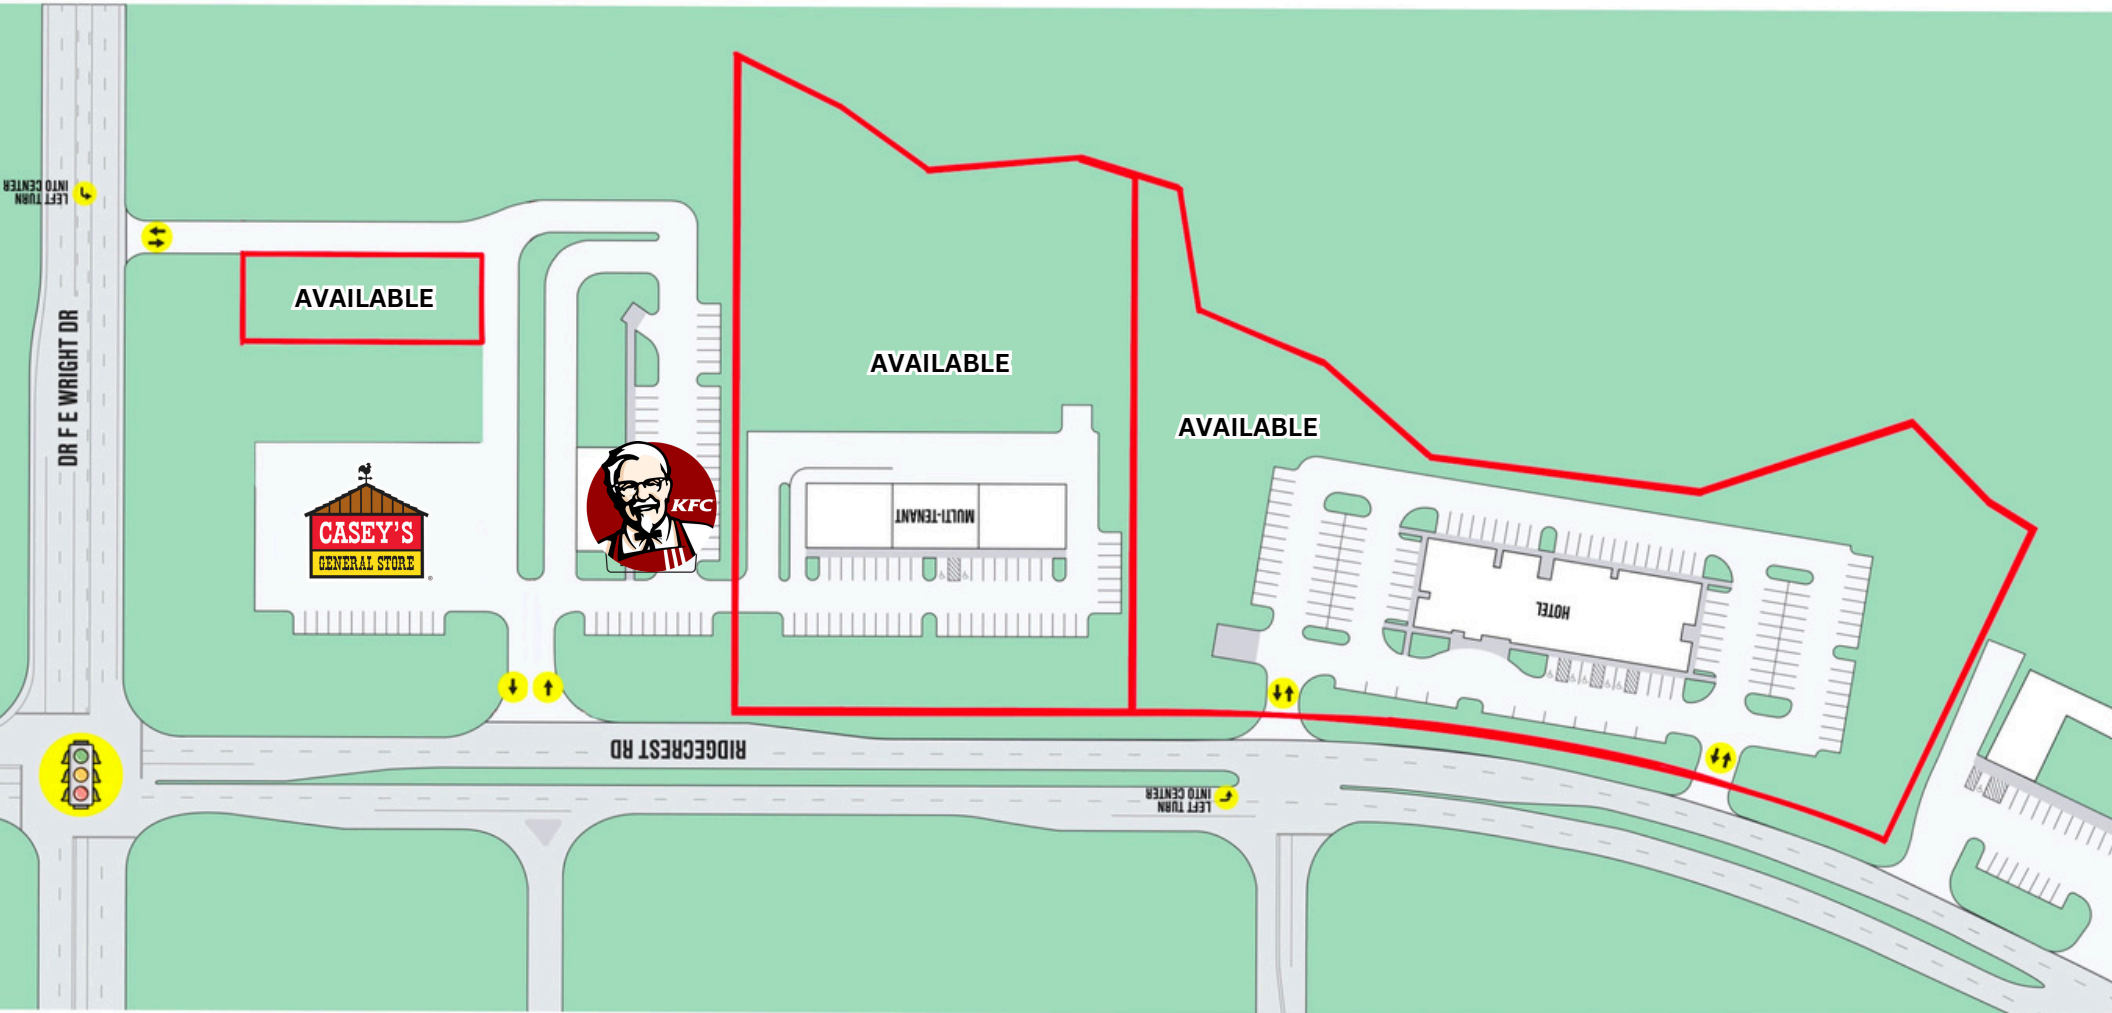 LEFT TURN
INTO CENTER
DR F E WRIGHT DR
AVAILABLE
AVAILABLE
AVAILABLE
CASEY'S
GENERAL STORE
®
KFC
MULTI-TENANT
HOTEL
RIDGECREST RD
LEFT TURN
INTO CENTER